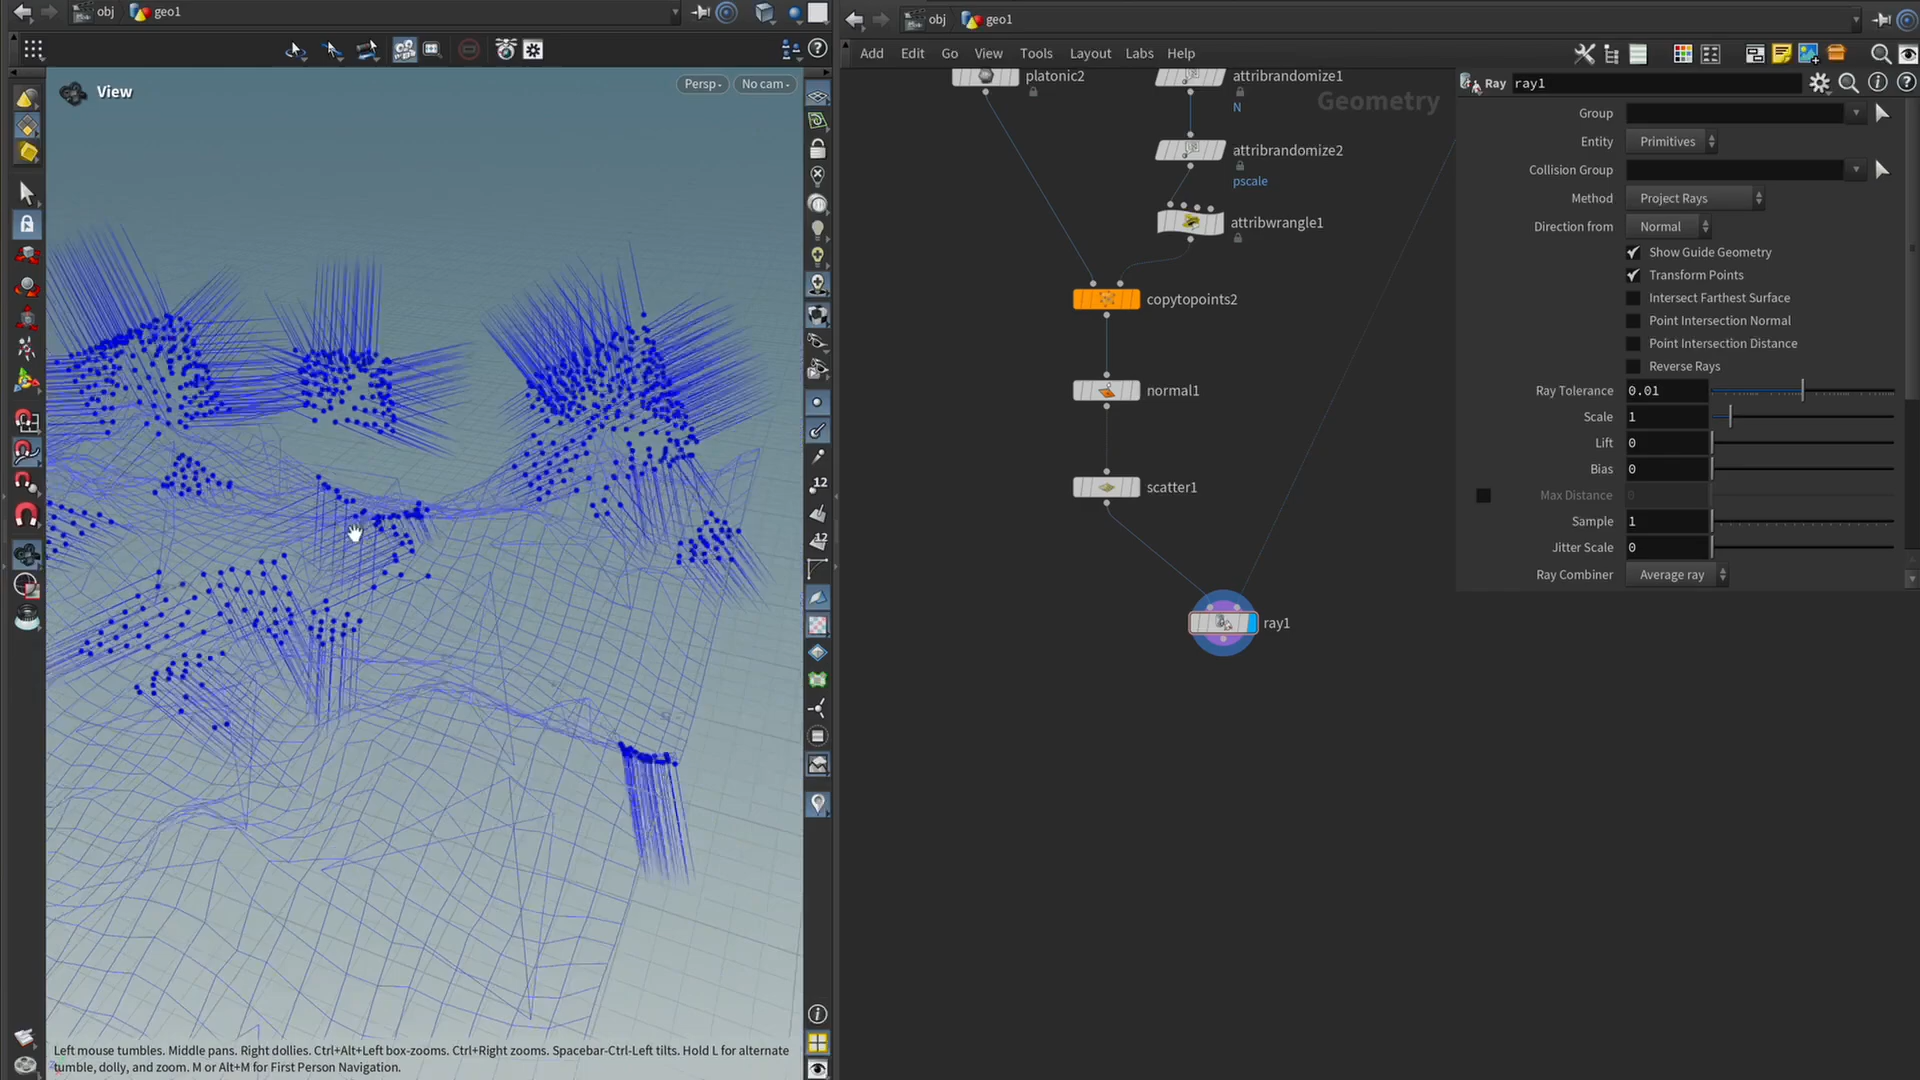 obj
geo1
obj
geo1
Add Edit Go View Tools Layout Labs Help
View
Persp
No cam
platonic2
attribrandomize1
N
Geometry
attribrandomize2
pscale
attribwrangle1
copytopoints2
normal1
scatter1
ray1
Ray ray1
Group
Entity Primitives
Collision Group
Method Project Rays
Direction from Normal
Show Guide Geometry
Transform Points
Intersect Farthest Surface
Point Intersection Normal
Point Intersection Distance
Reverse Rays
Ray Tolerance 0.01
Scale 1
Lift 0
Bias 0
Max Distance 0
Sample 1
Jitter Scale 0
Ray Combiner Average ray
12
12
Left mouse tumbles. Middle pans. Right dollies. Ctrl+Alt+Left box-zooms. Ctrl+Right zooms. Spacebar-Ctrl-Left tilts. Hold L for alternate
tumble, dolly, and zoom. M or Alt+M for First Person Navigation.